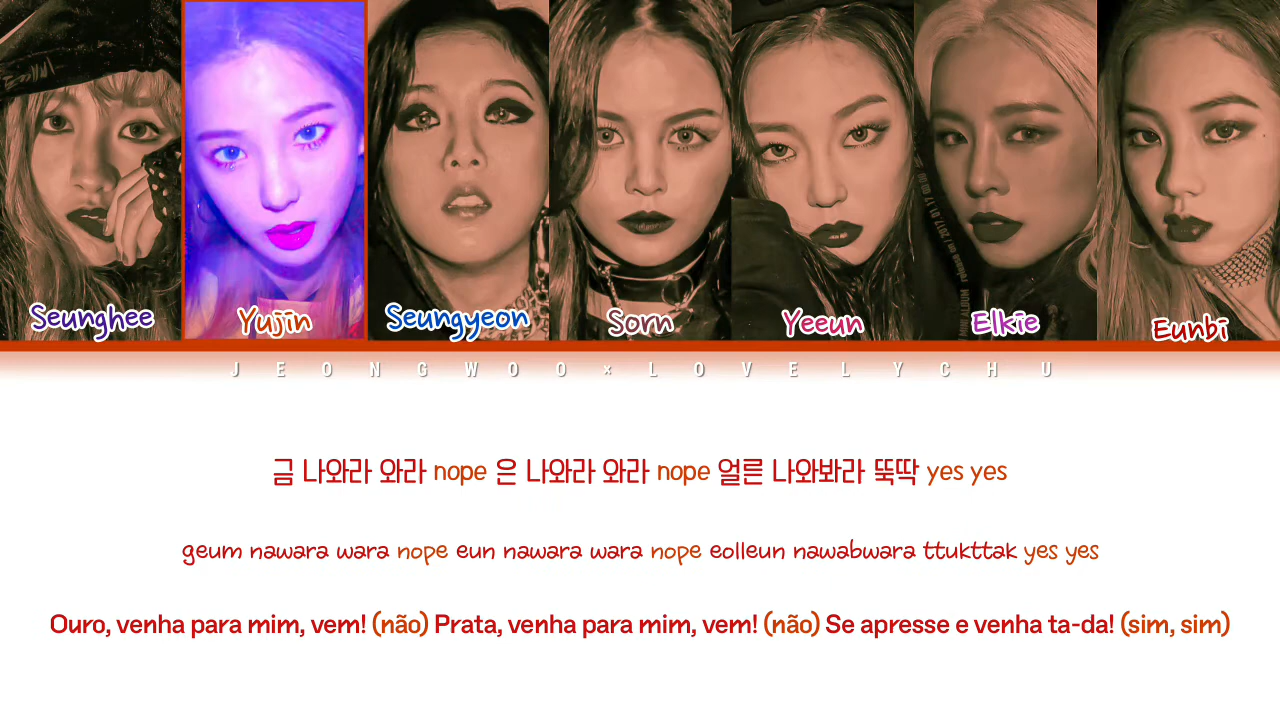 Seunghee
Yujin
Seungyeon
Sorn
Yeeun
Elkie
Eunbi
JEONGWOO×LOVELYCHU
금 나와라 와라 nope 은 나와라 와라 nope 얼른 나와봐라 뚝딱 yes yes
geum nawara wara nope eun nawara wara nope eolleun nawabwara ttukttak yes yes
Ouro, venha para mim, vem! (não) Prata, venha para mim, vem! (não) Se apresse e venha ta-da! (sim, sim)